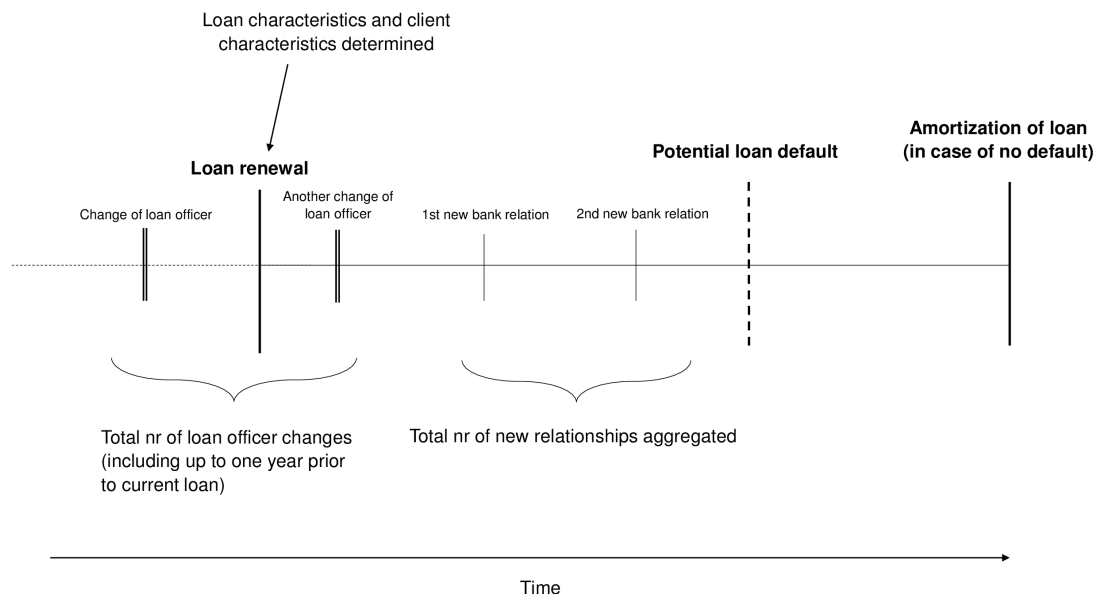 Loan characteristics and client
characteristics determined
Amortization of loan
(in case of no default)
Potential loan default
Loan renewal
Another change of
loan officer
Change of loan officer
1st new bank relation
2nd new bank relation
Total nr of loan officer changes
(including up to one year prior
to current loan)
Total nr of new relationships aggregated
Time